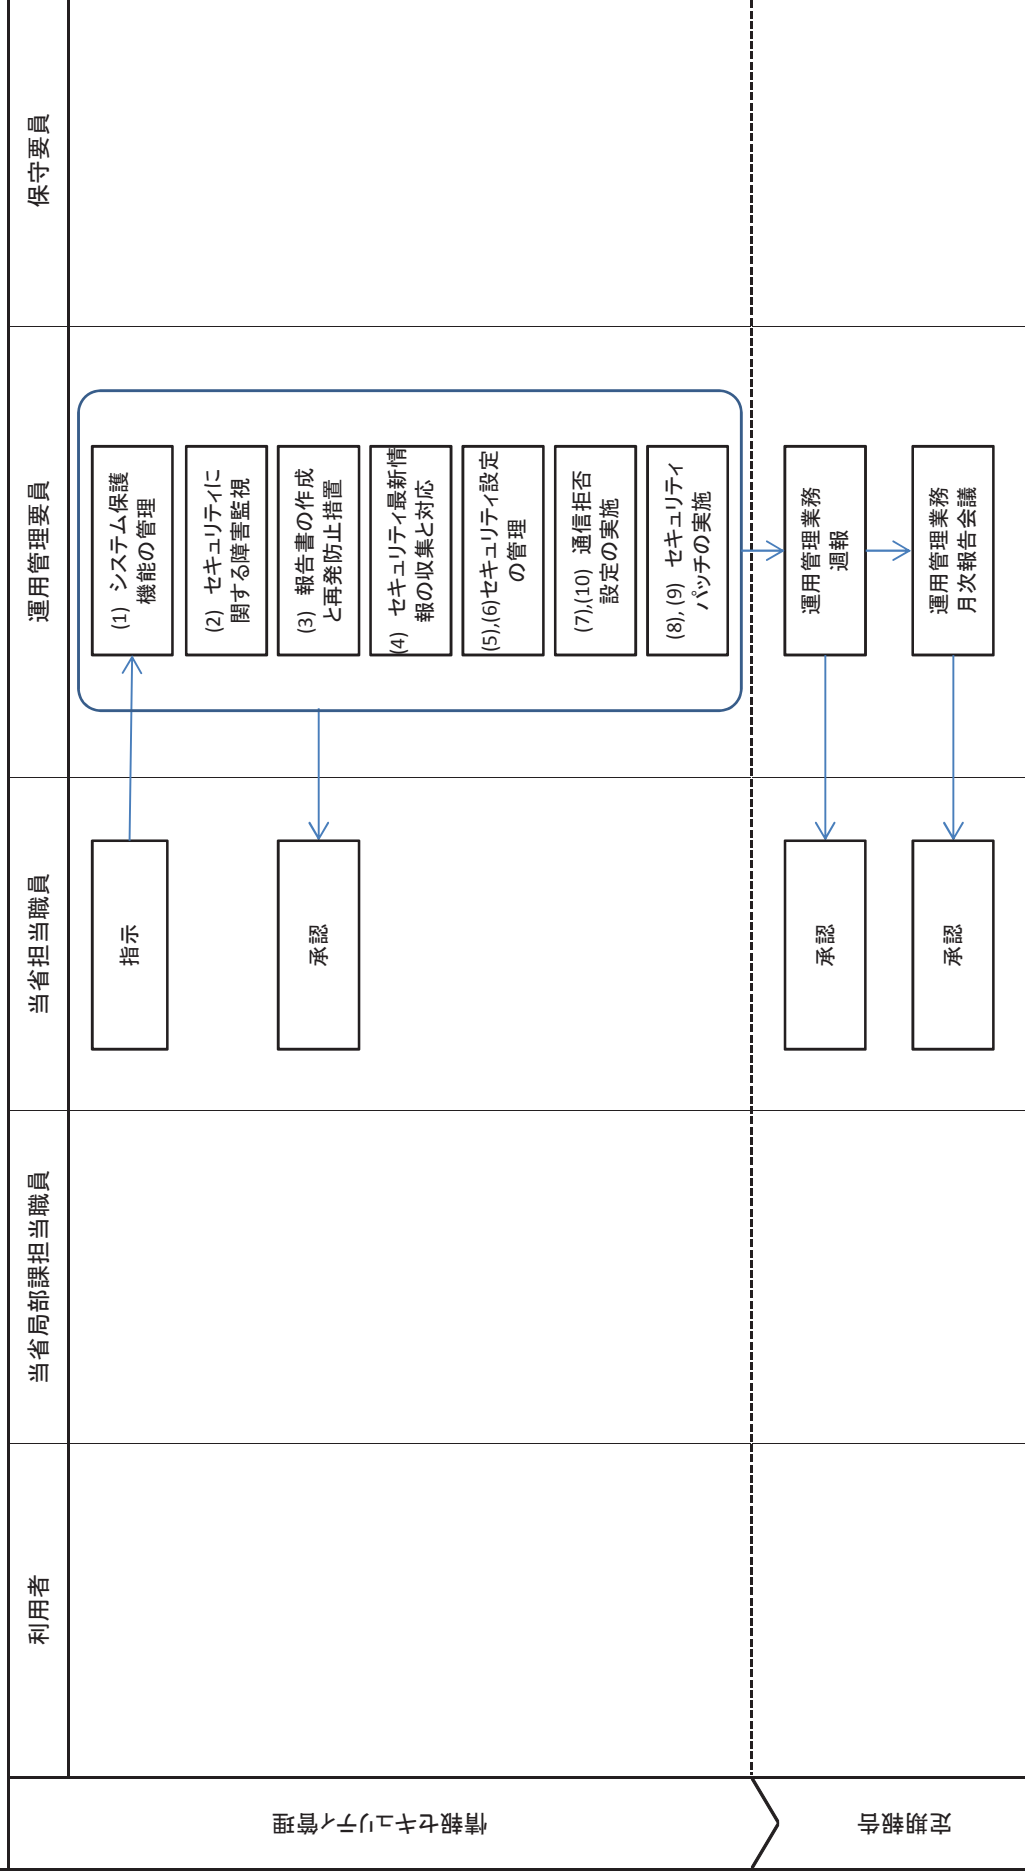 利用者
当省局部課担当職員
当省担当職員
運用管理要員
保守要員
情報セキュリティ管理
指示
(1) システム保護
機能の管理
(2) セキュリティに
関する障害監視
(3) 報告書の作成
と再発防止措置
承認
(4) セキュリティ最新情
報の収集と対応
(5),(6)セキュリティ設定
の管理
(7),(10) 通信拒否
設定の実施
(8),(9) セキュリティ
パッチの実施
定期報告
運用管理業務
週報
承認
運用管理業務
月次報告会議
承認